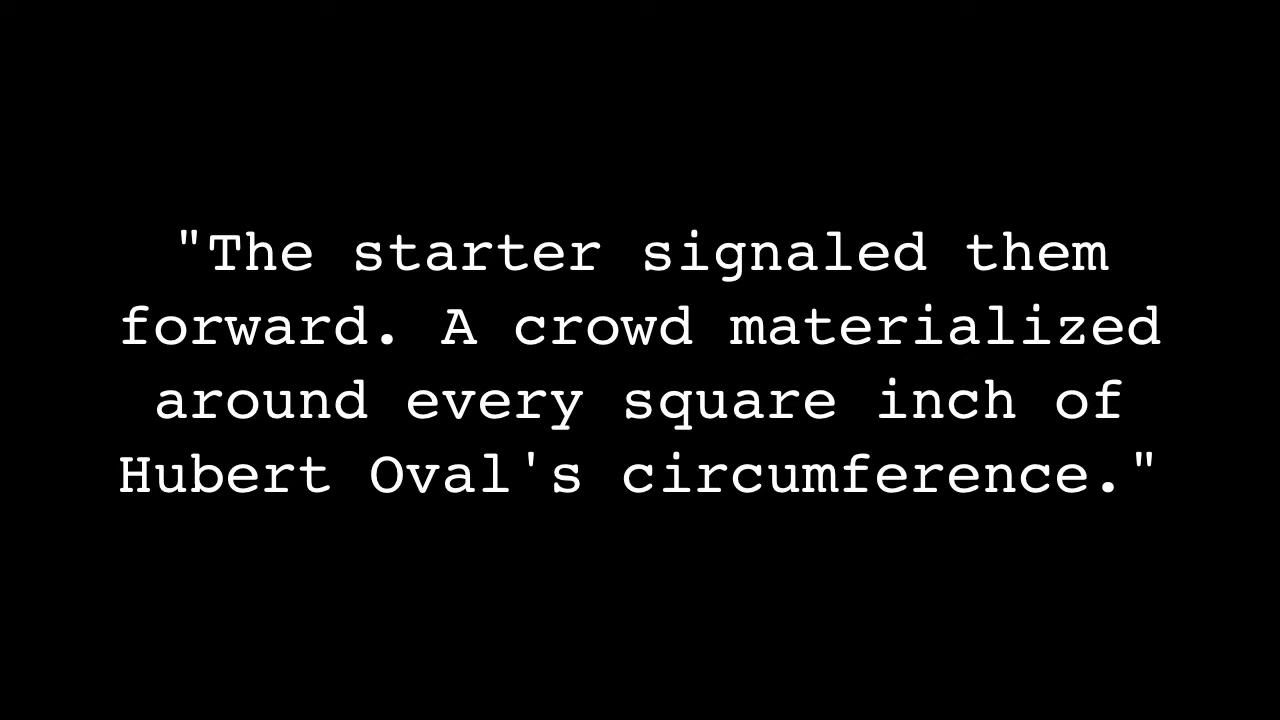 "The starter signaled them
forward. A crowd materialized
around every square inch of
Hubert Oval's circumference."